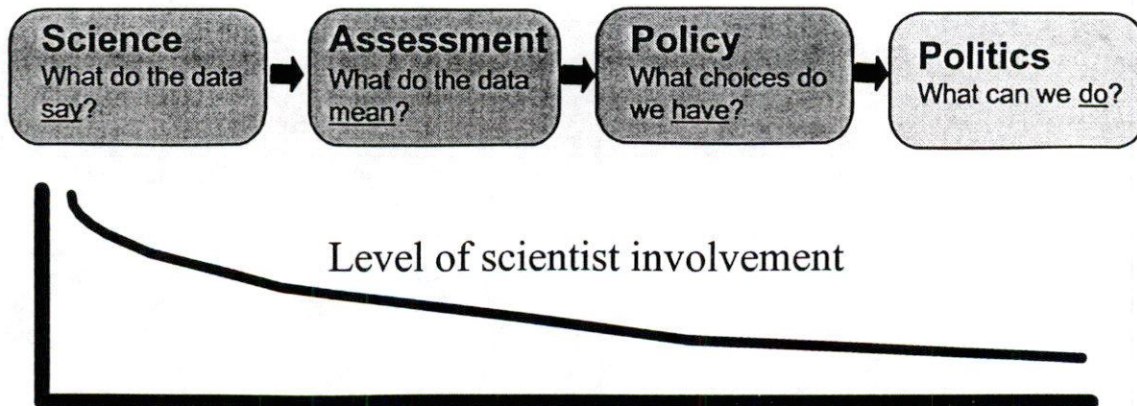 Science
What do the data
say?
Assessment
What do the data
mean?
Policy
What choices do
we have?
Politics
What can we do?
Level of scientist involvement